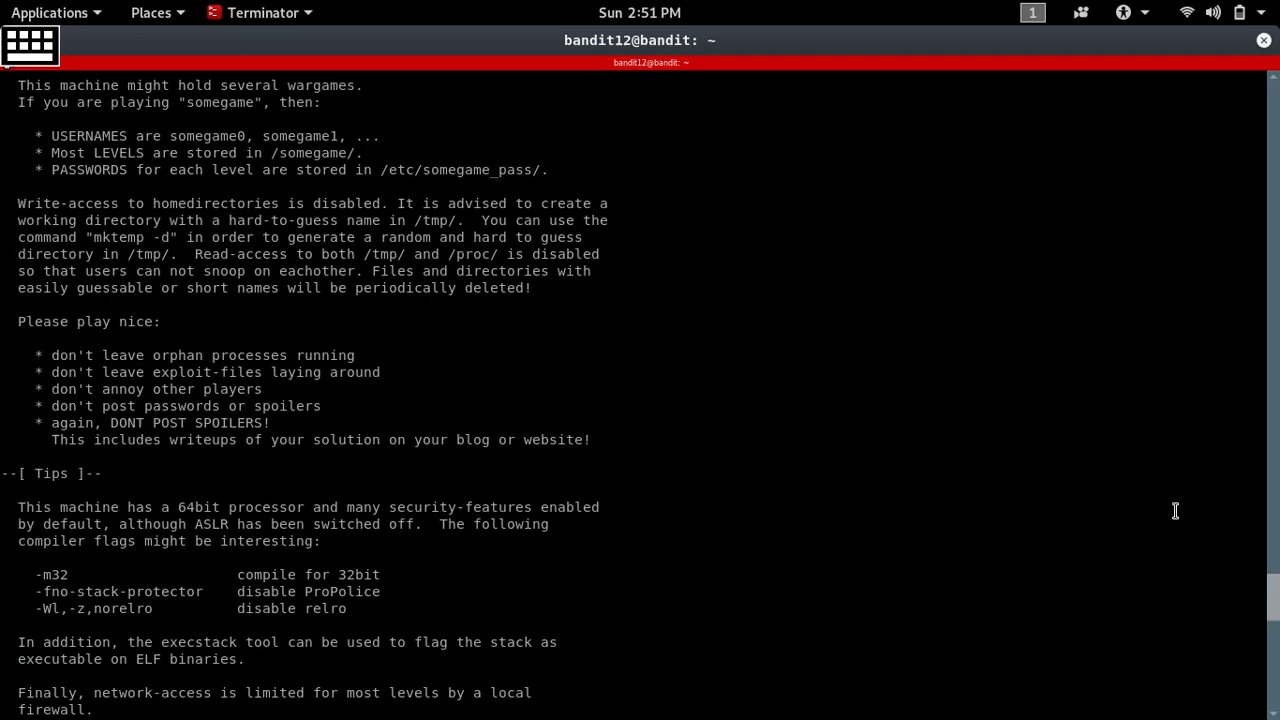 Applications Places Terminator Sun 2:51 PM 1
bandit12@bandit: ~
bandit12@bandit: ~
This machine might hold several wargames.
If you are playing "somegame", then:
* USERNAMES are somegame0, somegame1, ...
* Most LEVELS are stored in /somegame/.
* PASSWORDS for each level are stored in /etc/somegame_pass/.
Write-access to homedirectories is disabled. It is advised to create a
working directory with a hard-to-guess name in /tmp/.  You can use the
command "mktemp -d" in order to generate a random and hard to guess
directory in /tmp/.  Read-access to both /tmp/ and /proc/ is disabled
so that users can not snoop on eachother. Files and directories with
easily guessable or short names will be periodically deleted!
Please play nice:
* don't leave orphan processes running
* don't leave exploit-files laying around
* don't annoy other players
* don't post passwords or spoilers
* again, DONT POST SPOILERS!
This includes writeups of your solution on your blog or website!
--[ Tips ]--
This machine has a 64bit processor and many security-features enabled
by default, although ASLR has been switched off.  The following
compiler flags might be interesting:
-m32                    compile for 32bit
-fno-stack-protector    disable ProPolice
-Wl,-z,norelro          disable relro
In addition, the execstack tool can be used to flag the stack as
executable on ELF binaries.
Finally, network-access is limited for most levels by a local
firewall.